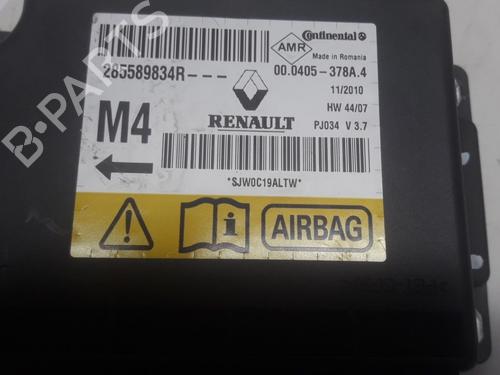 AMR
Continental
Made in Romania
285589834R---
00.0405-378A.4
11/2010
HW 44/07
M4
RENAULT
PJ034 V 3.7
*SJW0C19ALTW*
AIRBAG